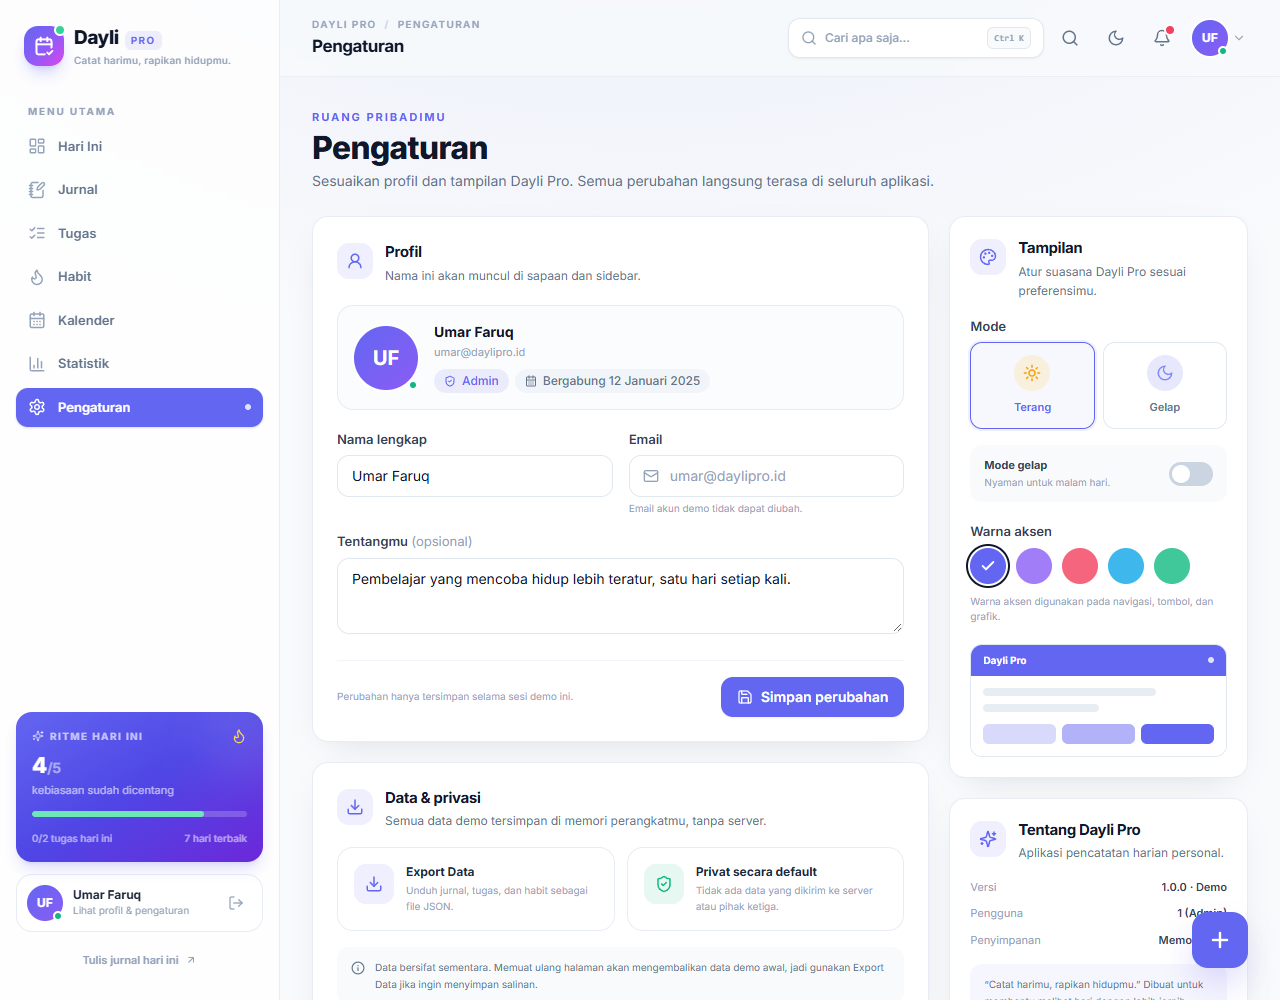 Dayli PRO
Catat harimu, rapikan hidupmu.
MENU UTAMA
Hari Ini
Jurnal
Tugas
Habit
Kalender
Statistik
Pengaturan
RITME HARI INI
4/5
kebiasaan sudah dicentang
0/2 tugas hari ini
7 hari terbaik
UF
Umar Faruq
Lihat profil & pengaturan
Tulis jurnal hari ini
DAYLI PRO / PENGATURAN
Pengaturan
Cari apa saja...
Ctrl K
UF
RUANG PRIBADIMU
Pengaturan
Sesuaikan profil dan tampilan Dayli Pro. Semua perubahan langsung terasa di seluruh aplikasi.
Profil
Nama ini akan muncul di sapaan dan sidebar.
UF
Umar Faruq
umar@daylipro.id
Admin
Bergabung 12 Januari 2025
Nama lengkap
Umar Faruq
Email
umar@daylipro.id
Email akun demo tidak dapat diubah.
Tentangmu (opsional)
Pembelajar yang mencoba hidup lebih teratur, satu hari setiap kali.
Perubahan hanya tersimpan selama sesi demo ini.
Simpan perubahan
Data & privasi
Semua data demo tersimpan di memori perangkatmu, tanpa server.
Export Data
Unduh jurnal, tugas, dan habit sebagai
file JSON.
Privat secara default
Tidak ada data yang dikirim ke server
atau pihak ketiga.
Data bersifat sementara. Memuat ulang halaman akan mengembalikan data demo awal, jadi gunakan Export
Data jika ingin menyimpan salinan.
Tampilan
Atur suasana Dayli Pro sesuai
preferensimu.
Mode
Terang
Gelap
Mode gelap
Nyaman untuk malam hari.
Warna aksen
Warna aksen digunakan pada navigasi, tombol, dan
grafik.
Dayli Pro
Tentang Dayli Pro
Aplikasi pencatatan harian personal.
Versi
1.0.0 · Demo
Pengguna
1 (Admin)
Penyimpanan
"Catat harimu, rapikan hidupmu." Dibuat untuk